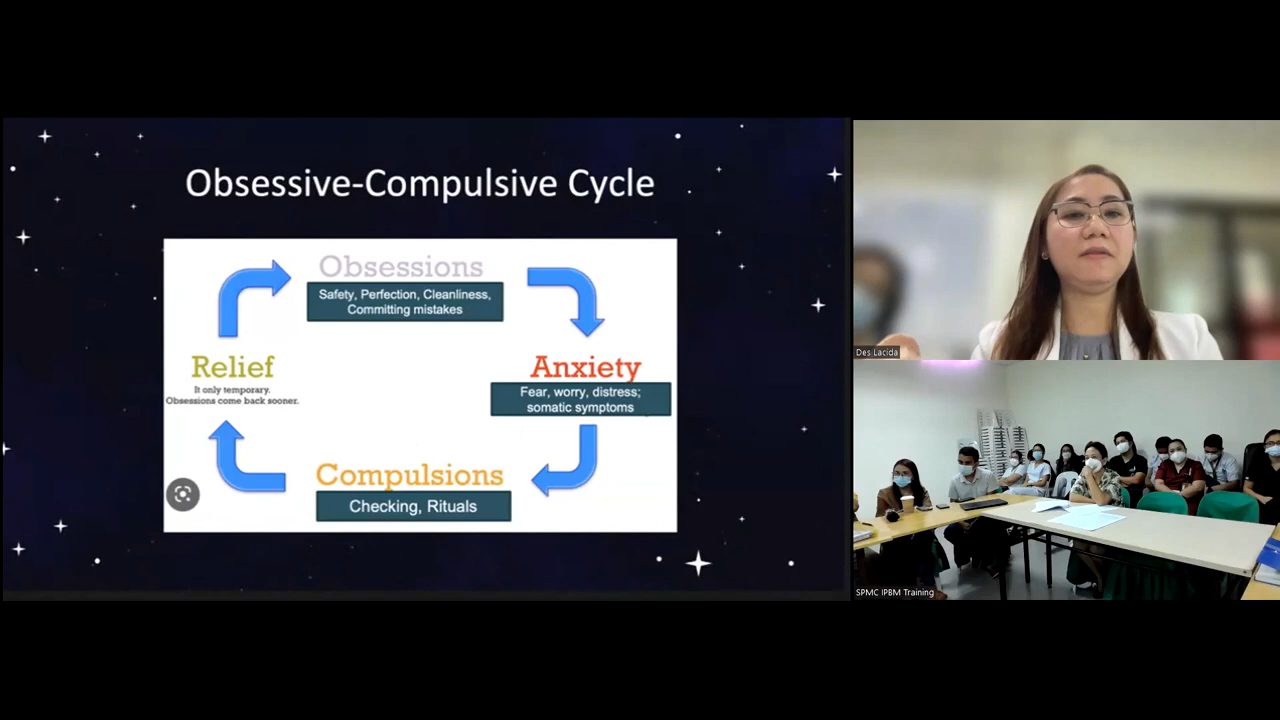 Obsessive-Compulsive Cycle
Obsessions
Safety, Perfection, Cleanliness,
Committing mistakes
Relief
It only temporary.
Obsessions come back sooner.
Anxiety
Fear, worry, distress;
somatic symptoms
Compulsions
Checking, Rituals
Des Lacida
SPMC IPBM Training